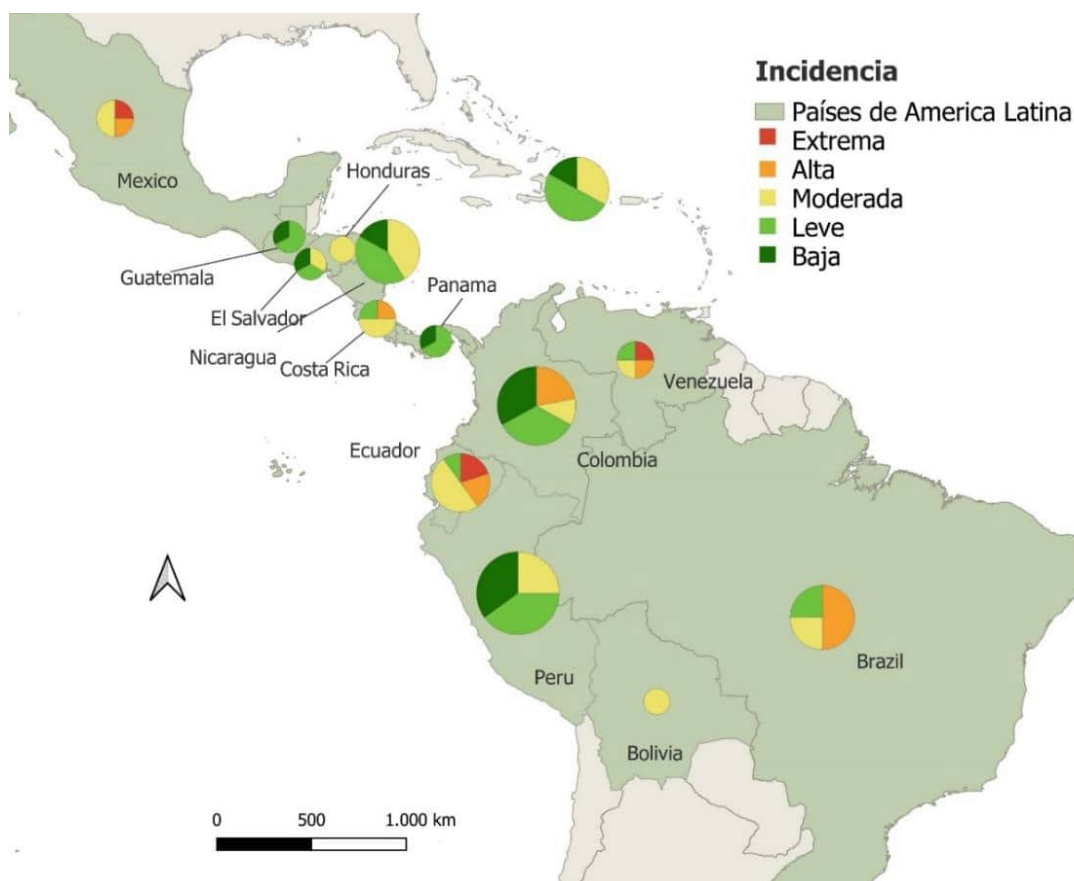 Incidencia
Países de America Latina
Extrema
Alta
Moderada
Leve
Baja
Mexico
Honduras
Guatemala
El Salvador
Nicaragua
Costa Rica
Panama
Venezuela
Ecuador
Colombia
Peru
Brazil
Bolivia
0 500 1.000 km